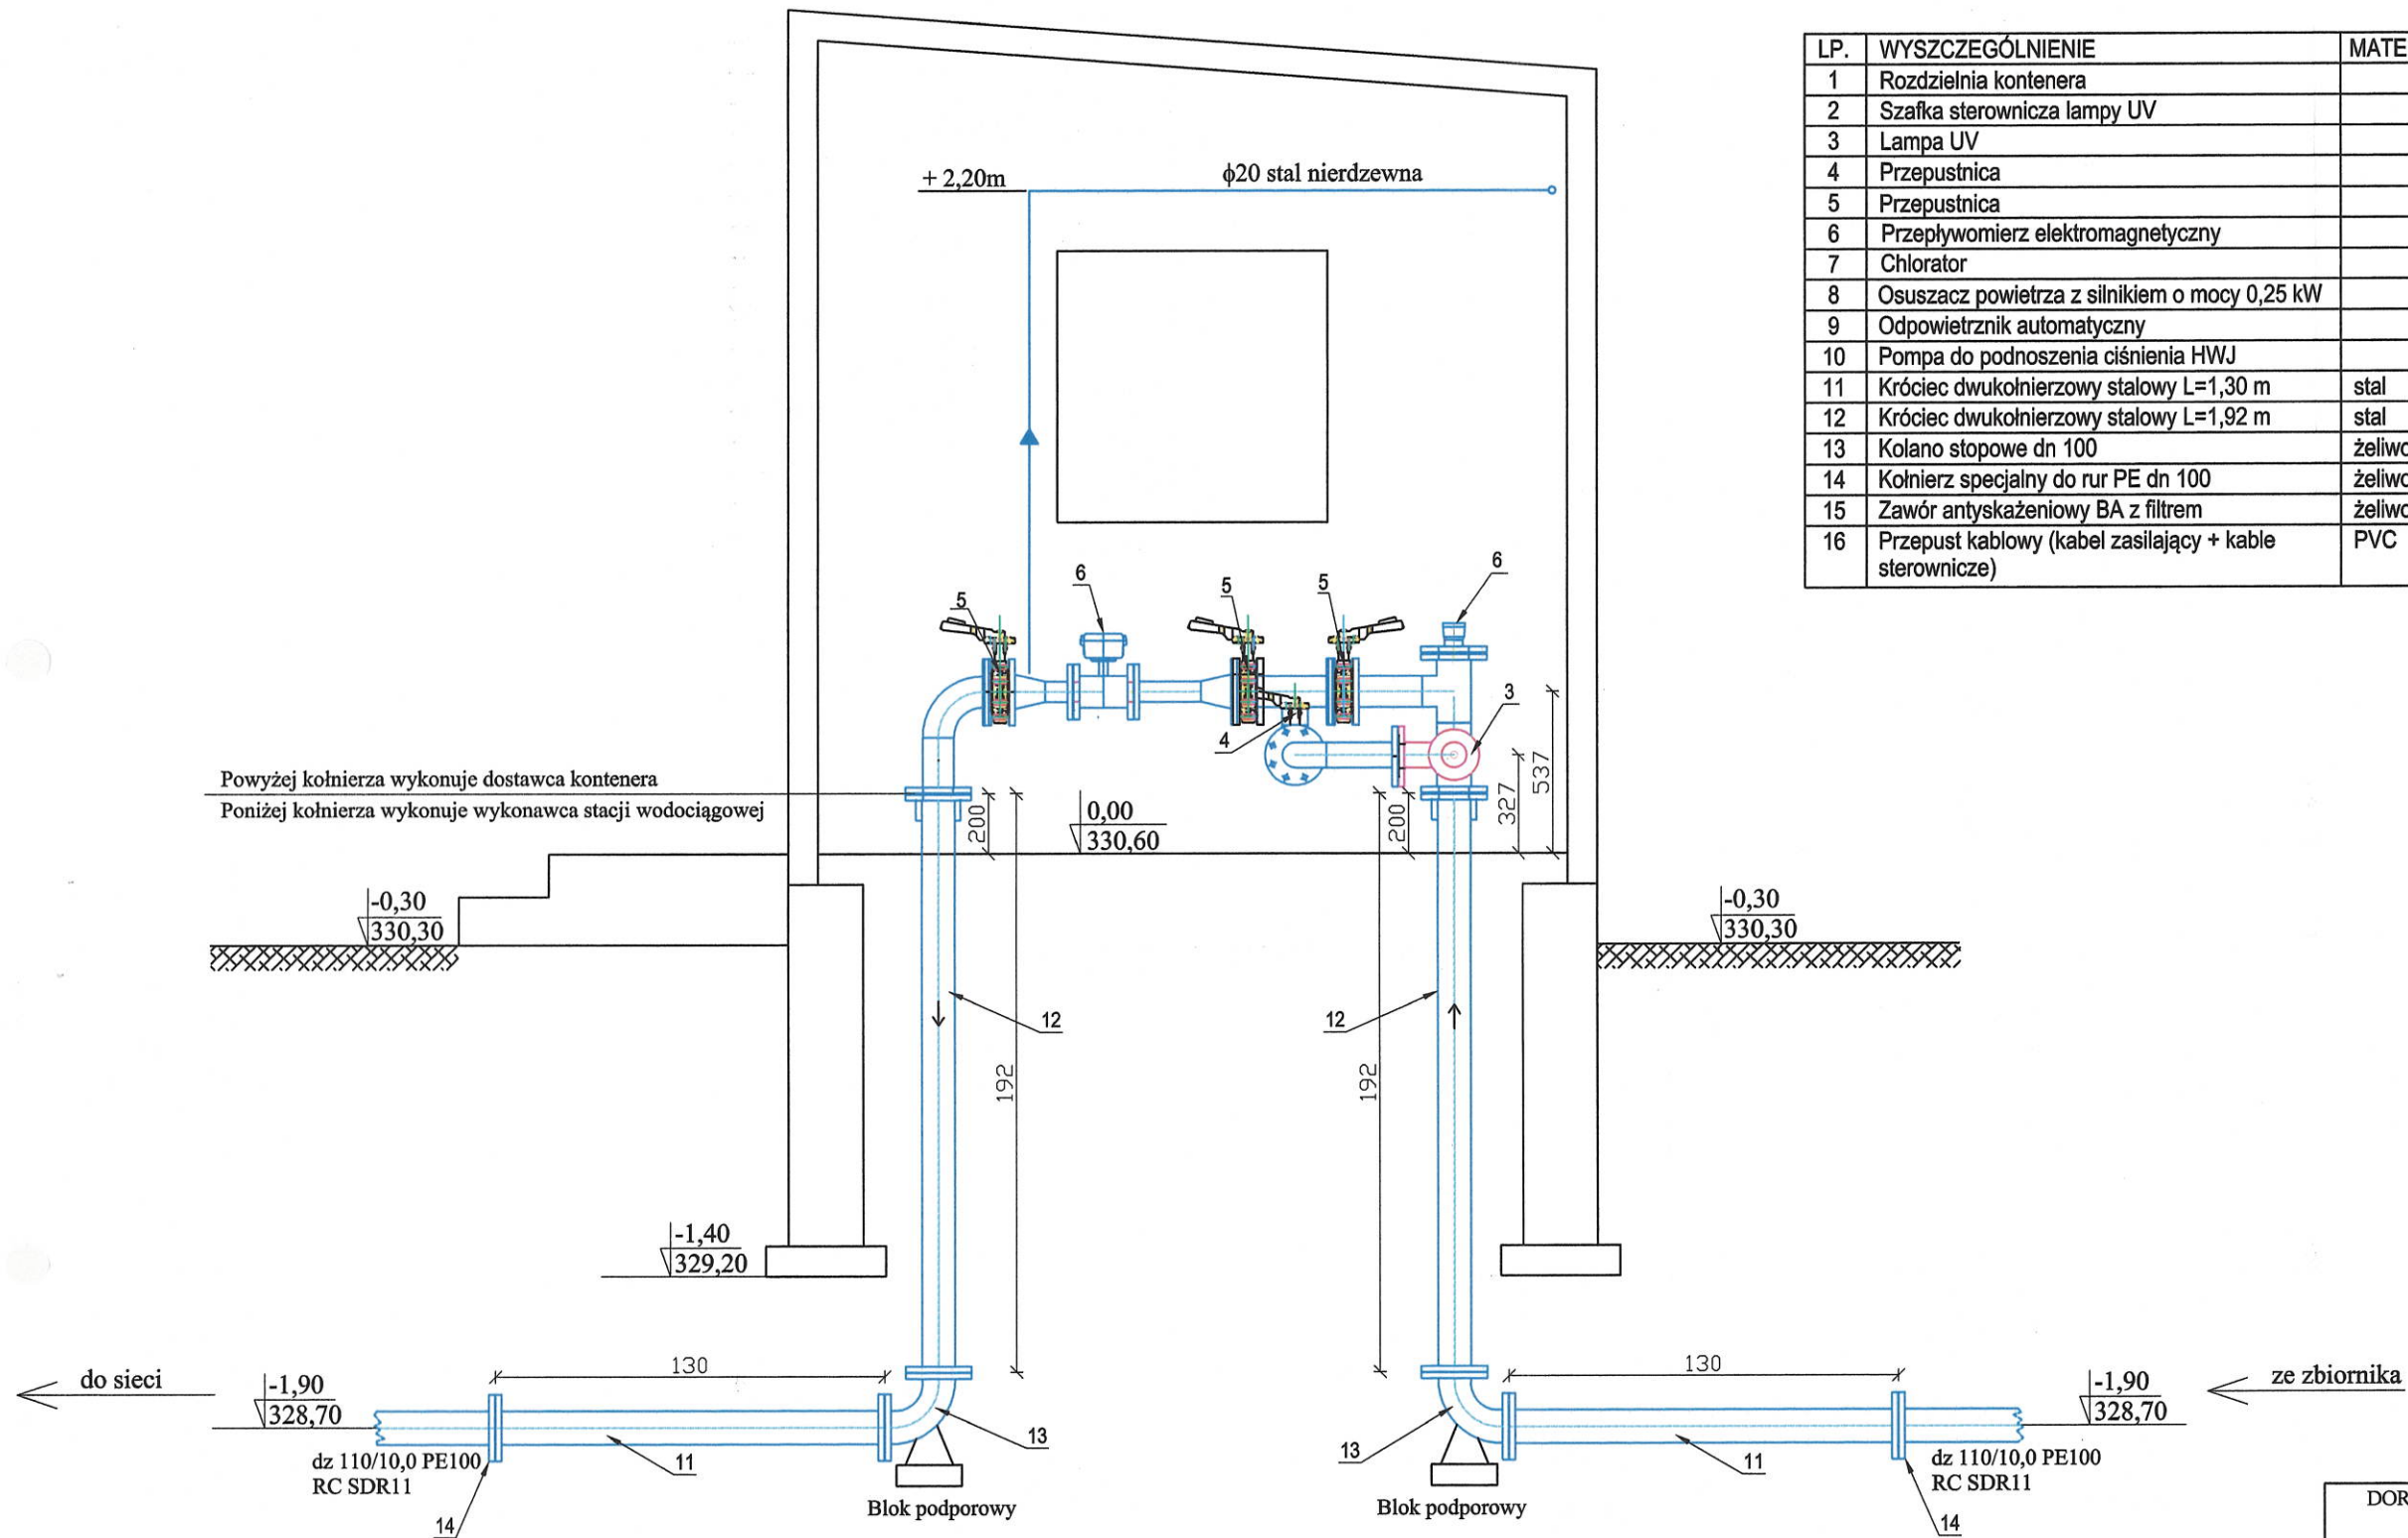 LP. WYSZCZEGÓLNIENIE MATE
1 Rozdzielnia kontenera
2 Szafka sterownicza lampy UV
3 Lampa UV
4 Przepustnica
5 Przepustnica
6 Przepływomierz elektromagnetyczny
7 Chlorator
8 Osuszacz powietrza z silnikiem o mocy 0,25 kW
9 Odpowietrznik automatyczny
10 Pompa do podnoszenia ciśnienia HWJ
11 Króciec dwukołnierzowy stalowy L=1,30 m stal
12 Króciec dwukołnierzowy stalowy L=1,92 m stal
13 Kolano stopowe dn 100 żeliwo
14 Kołnierz specjalny do rur PE dn 100 żeliwo
15 Zawór antyskażeniowy BA z filtrem żeliwo
16 Przepust kablowy (kabel zasilający + kable PVC
sterownicze)
+ 2,20m
ϕ20 stal nierdzewna
5
6
5
5
6
4
3
Powyżej kołnierza wykonuje dostawca kontenera
Poniżej kołnierza wykonuje wykonawca stacji wodociągowej
200
0,00
330,60
200
327
537
-0,30
330,30
-0,30
330,30
12
12
192
192
-1,40
329,20
do sieci
-1,90
328,70
130
130
-1,90
328,70
ze zbiornika
dz 110/10,0 PE100
RC SDR11
14
11
13
Blok podporowy
13
Blok podporowy
11
dz 110/10,0 PE100
RC SDR11
14
DOR